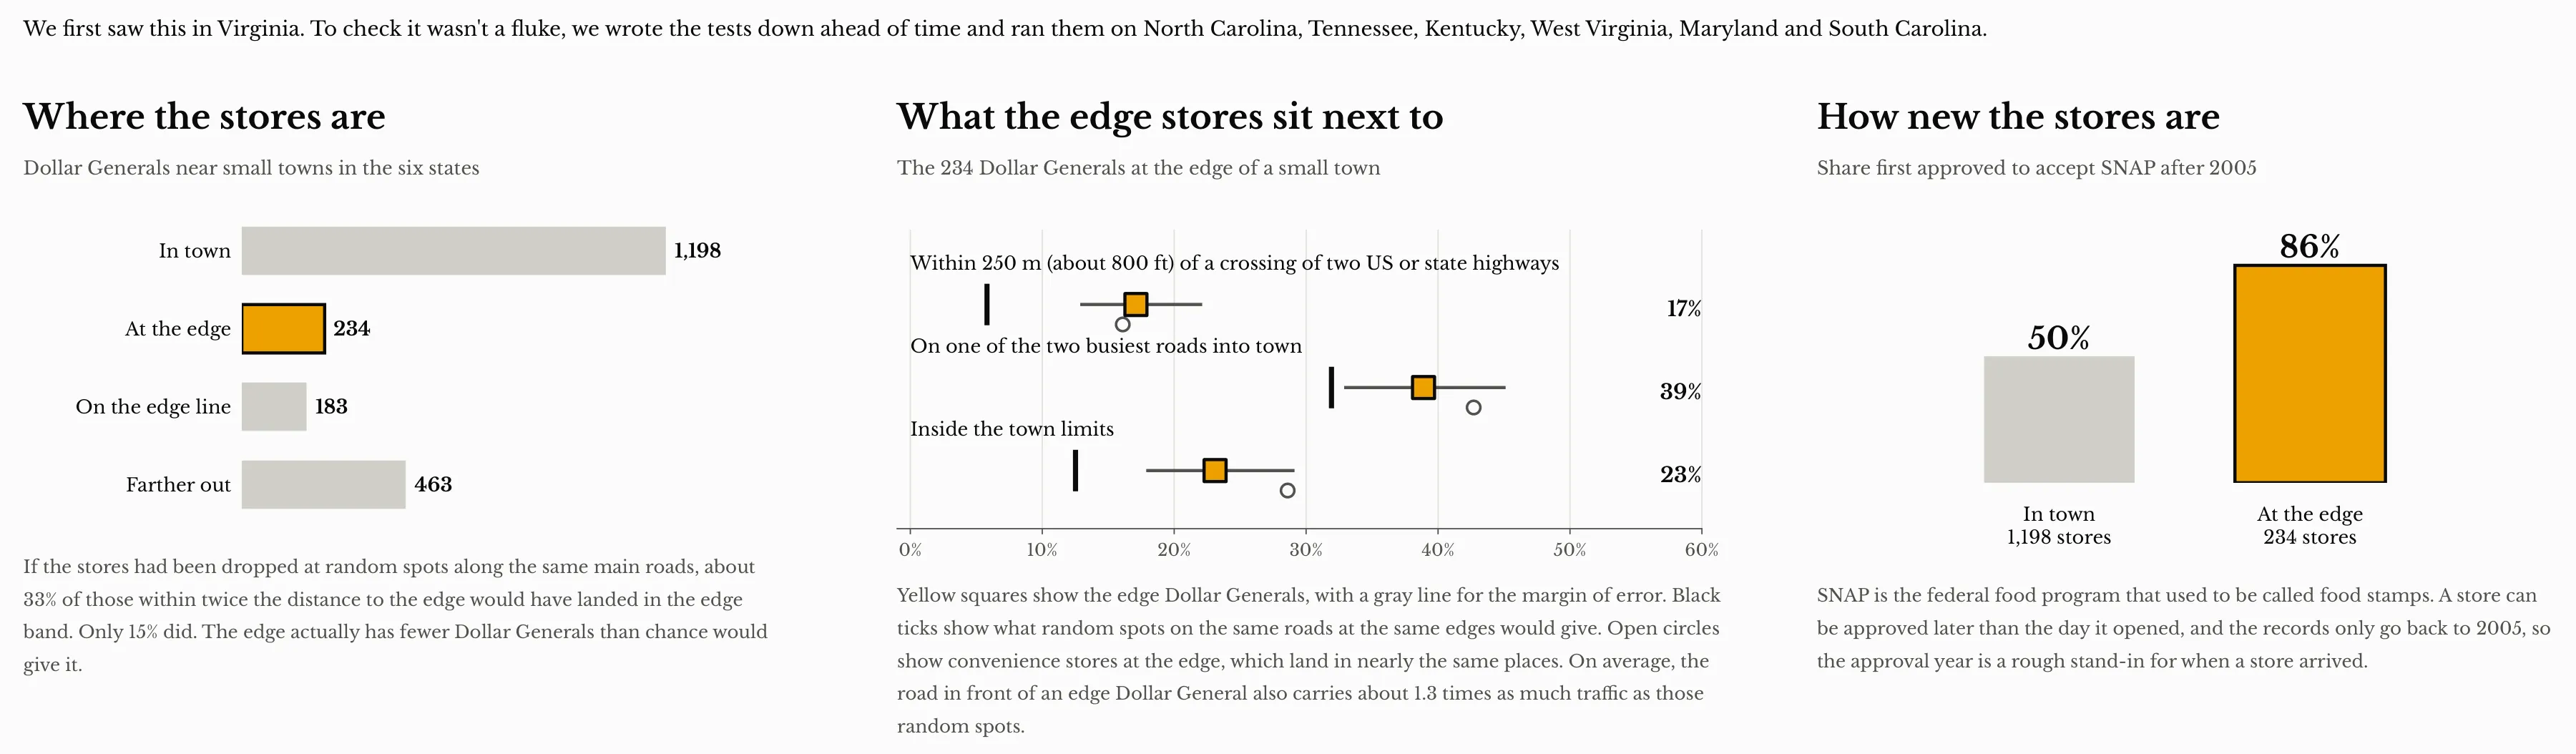 We first saw this in Virginia. To check it wasn't a fluke, we wrote the tests down ahead of time and ran them on North Carolina, Tennessee, Kentucky, West Virginia, Maryland and South Carolina.
Where the stores are
Dollar Generals near small towns in the six states
In town 1,198
At the edge 234
On the edge line 183
Farther out 463
If the stores had been dropped at random spots along the same main roads, about
33% of those within twice the distance to the edge would have landed in the edge
band. Only 15% did. The edge actually has fewer Dollar Generals than chance would
give it.
What the edge stores sit next to
The 234 Dollar Generals at the edge of a small town
Within 250 m (about 800 ft) of a crossing of two US or state highways
17%
On one of the two busiest roads into town
39%
Inside the town limits
23%
0% 10% 20% 30% 40% 50% 60%
Yellow squares show the edge Dollar Generals, with a gray line for the margin of error. Black
ticks show what random spots on the same roads at the same edges would give. Open circles
show convenience stores at the edge, which land in nearly the same places. On average, the
road in front of an edge Dollar General also carries about 1.3 times as much traffic as those
random spots.
How new the stores are
Share first approved to accept SNAP after 2005
50%
86%
In town
1,198 stores
At the edge
234 stores
SNAP is the federal food program that used to be called food stamps. A store can
be approved later than the day it opened, and the records only go back to 2005, so
the approval year is a rough stand-in for when a store arrived.